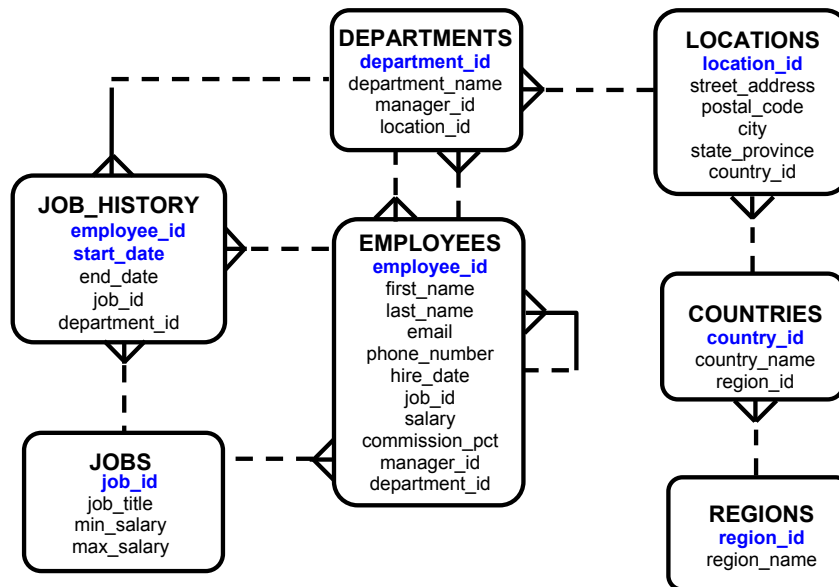 DEPARTMENTS
department_id
department_name
manager_id
location_id
LOCATIONS
location_id
street_address
postal_code
city
state_province
country_id
JOB_HISTORY
employee_id
start_date
end_date
job_id
department_id
EMPLOYEES
employee_id
first_name
last_name
email
phone_number
hire_date
job_id
salary
commission_pct
manager_id
department_id
COUNTRIES
country_id
country_name
region_id
JOBS
job_id
job_title
min_salary
max_salary
REGIONS
region_id
region_name